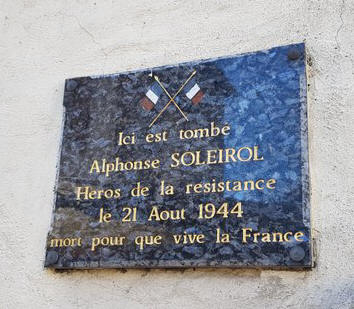 Ici est tombé
Alphonse SOLEIROL
Heros de la resistance
le 21 Aout 1944
mort pour que vive la France